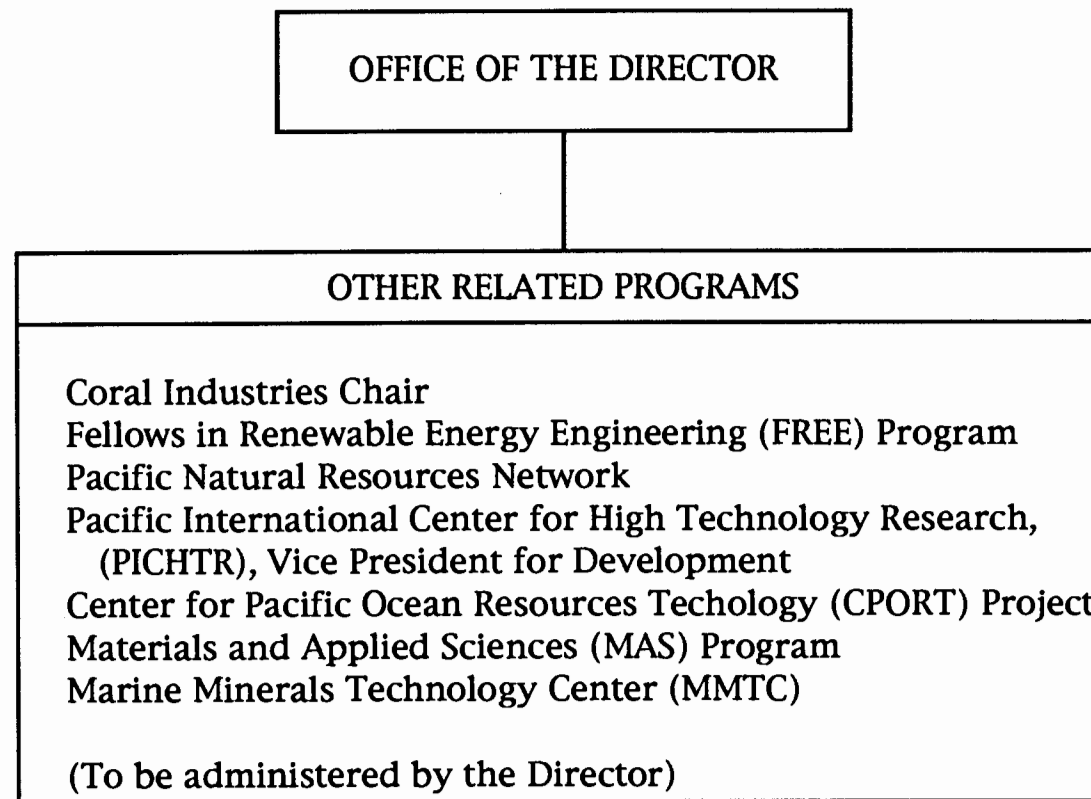 OFFICE OF THE DIRECTOR
OTHER RELATED PROGRAMS
Coral Industries Chair
Fellows in Renewable Energy Engineering (FREE) Program
Pacific Natural Resources Network
Pacific International Center for High Technology Research,
(PICHTR), Vice President for Development
Center for Pacific Ocean Resources Techology (CPORT) Project
Materials and Applied Sciences (MAS) Program
Marine Minerals Technology Center (MMTC)
(To be administered by the Director)